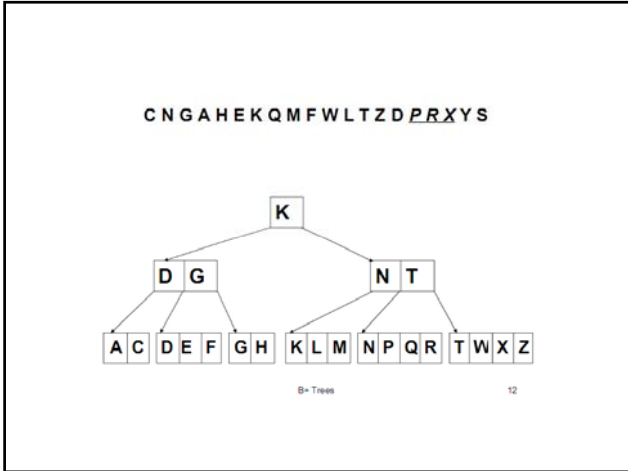 C N G A H E K Q M F W L T Z D P R X Y S
K
D G N T
A C D E F G H K L M N P Q R T W X Z
B= Trees 12